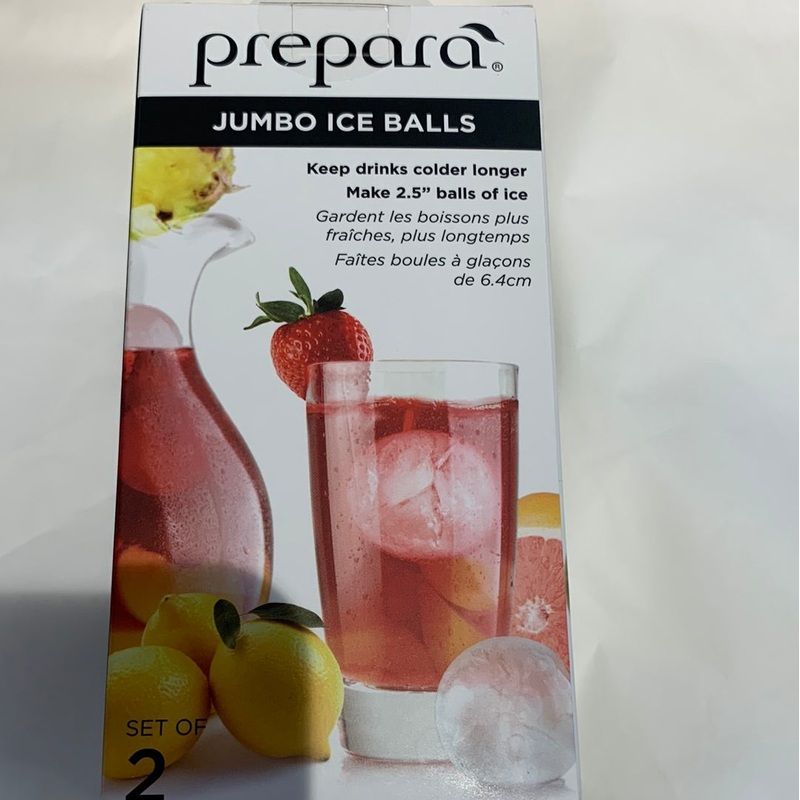 prepara®
JUMBO ICE BALLS
Keep drinks colder longer
Make 2.5” balls of ice
Gardent les boissons plus
fraîches, plus longtemps
Faîtes boules à glaçons
de 6.4cm
SET OF
2